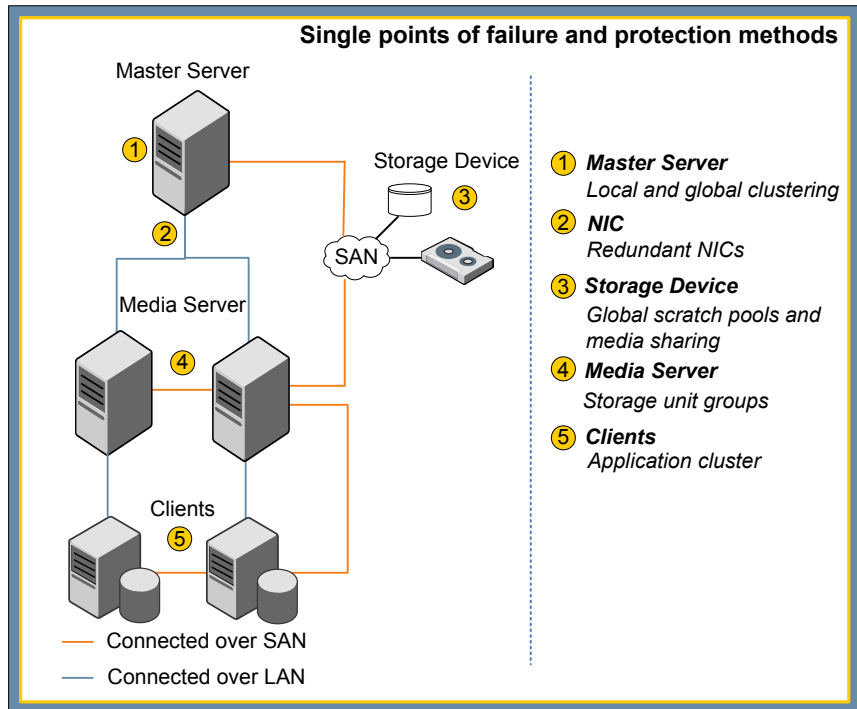 Single points of failure and protection methods
Master Server
1
2
Storage Device
3
SAN
Media Server
4
Clients
5
Connected over SAN
Connected over LAN
1 Master Server
Local and global clustering
2 NIC
Redundant NICs
3 Storage Device
Global scratch pools and
media sharing
4 Media Server
Storage unit groups
5 Clients
Application cluster